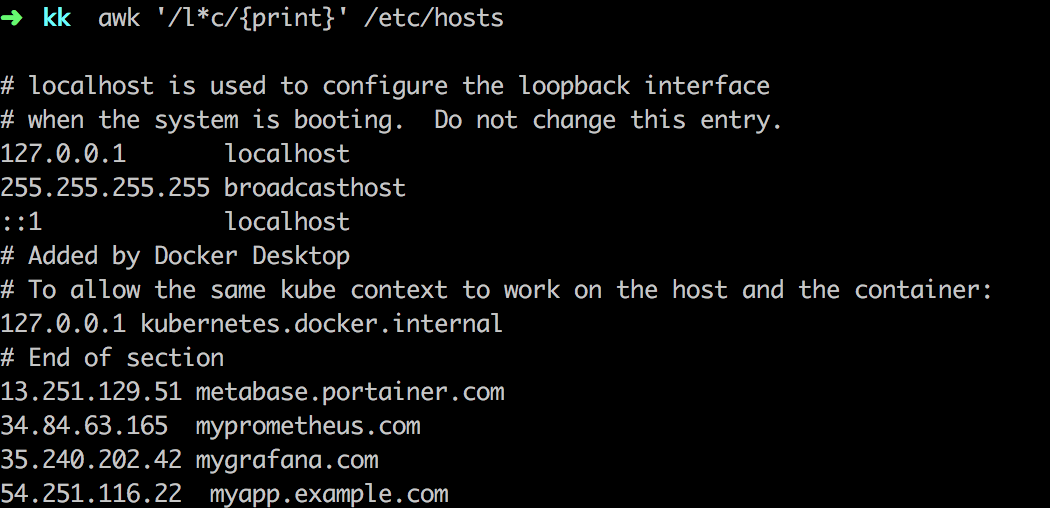 ➜ kk awk '/l*c/{print}' /etc/hosts
# localhost is used to configure the loopback interface
# when the system is booting.  Do not change this entry.
127.0.0.1       localhost
255.255.255.255 broadcasthost
::1             localhost
# Added by Docker Desktop
# To allow the same kube context to work on the host and the container:
127.0.0.1 kubernetes.docker.internal
# End of section
13.251.129.51 metabase.portainer.com
34.84.63.165  myprometheus.com
35.240.202.42 mygrafana.com
54.251.116.22  myapp.example.com